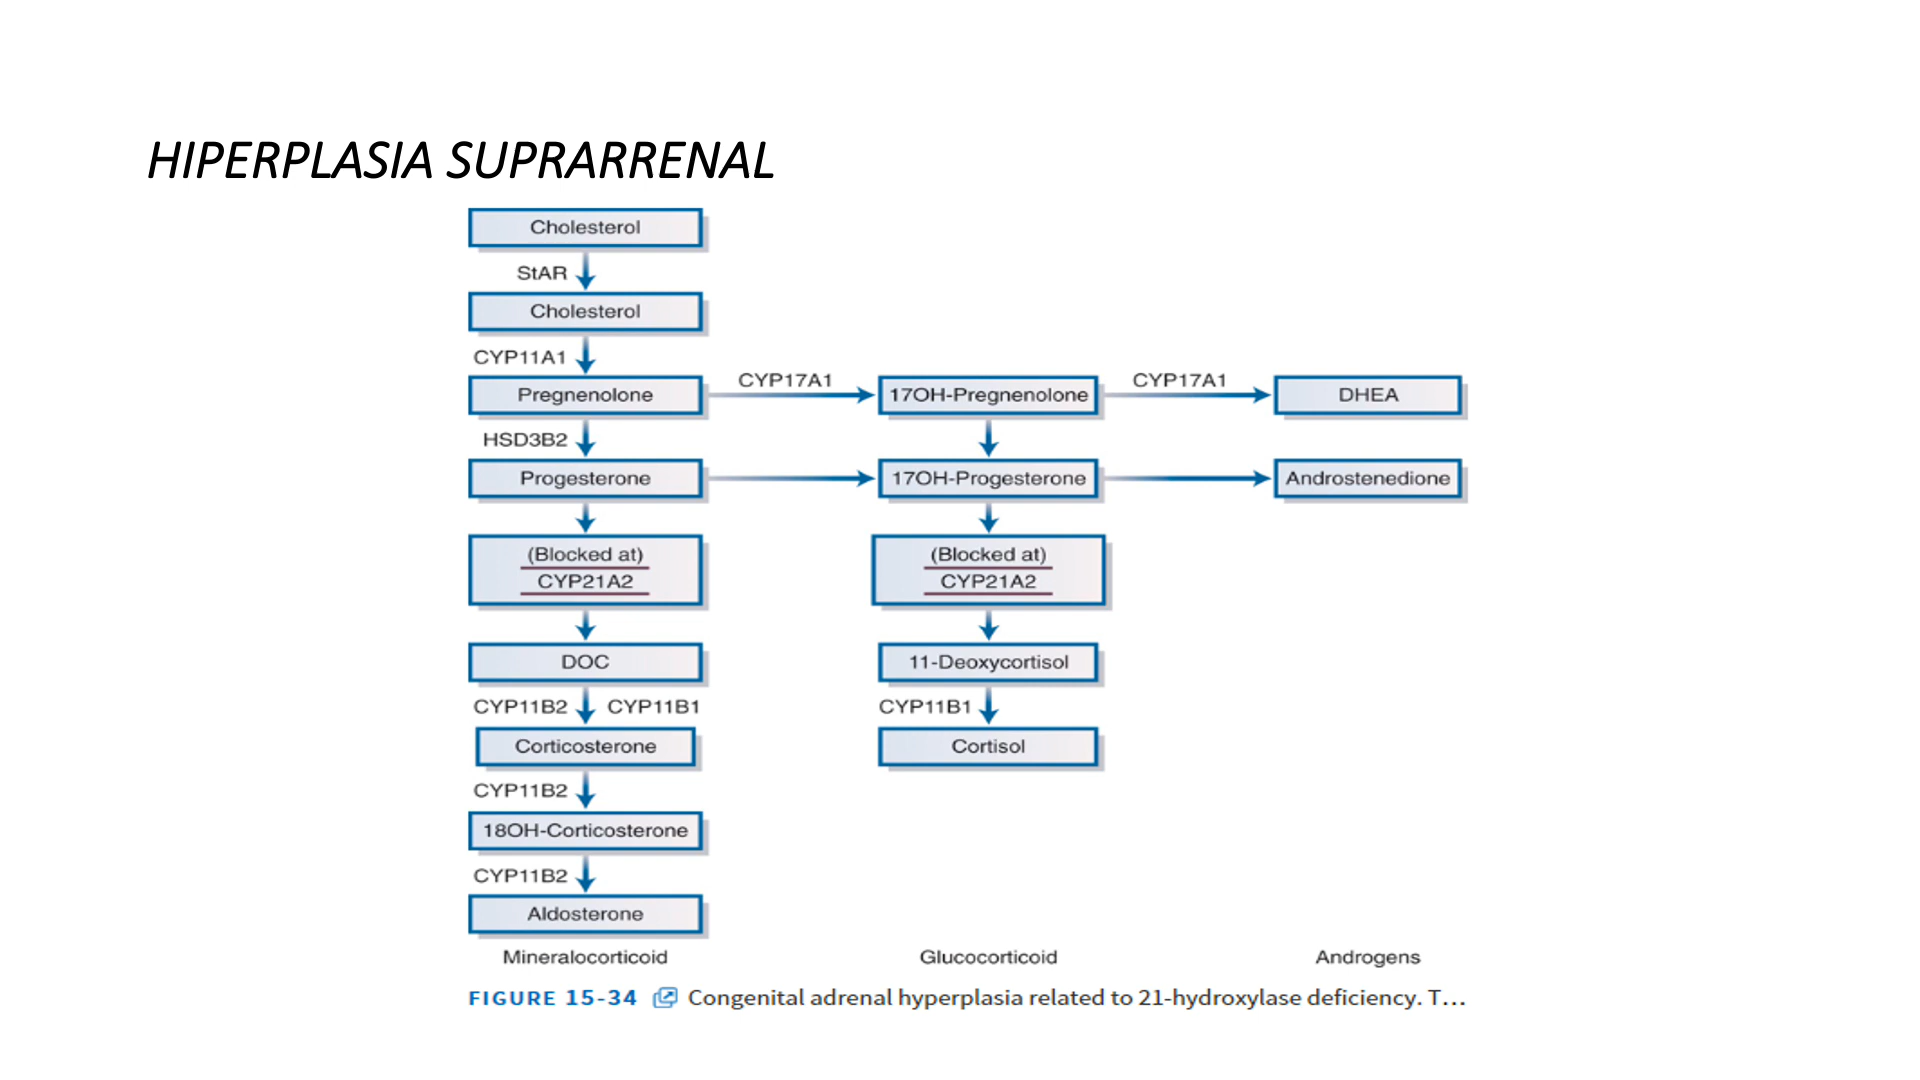 HIPERPLASIA SUPRARRENAL
Cholesterol
StAR
Cholesterol
CYP11A1
CYP17A1
CYP17A1
Pregnenolone
17OH-Pregnenolone
DHEA
HSD3B2
Progesterone
17OH-Progesterone
Androstenedione
(Blocked at)
CYP21A2
(Blocked at)
CYP21A2
DOC
11-Deoxycortisol
CYP11B2
CYP11B1
CYP11B1
Corticosterone
Cortisol
CYP11B2
18OH-Corticosterone
CYP11B2
Aldosterone
Mineralocorticoid
Glucocorticoid
Androgens
FIGURE 15-34 Congenital adrenal hyperplasia related to 21-hydroxylase deficiency. T...